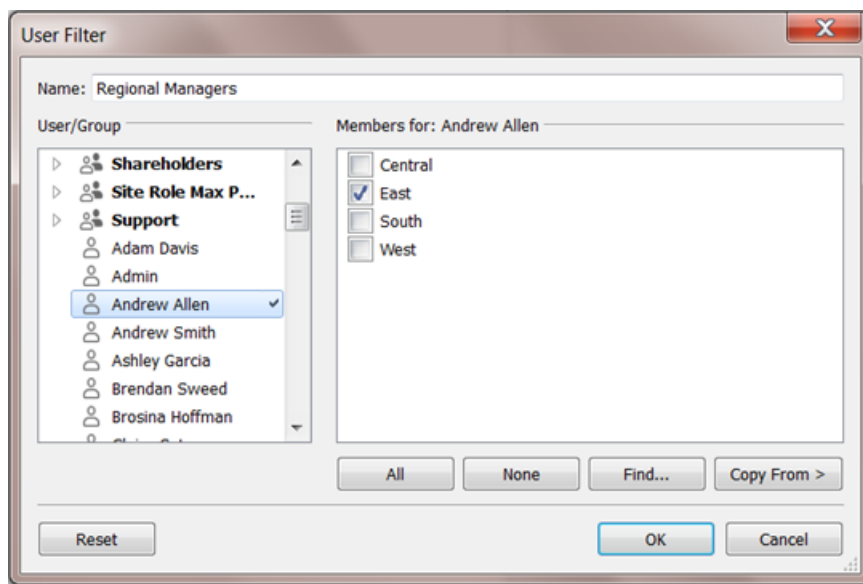 User Filter
Name: Regional Managers
User/Group
Shareholders
Site Role Max P...
Support
Adam Davis
Admin
Andrew Allen
Andrew Smith
Ashley Garcia
Brendan Sweed
Brosina Hoffman
Members for: Andrew Allen
Central
East
South
West
All
None
Find...
Copy From >
Reset
OK
Cancel